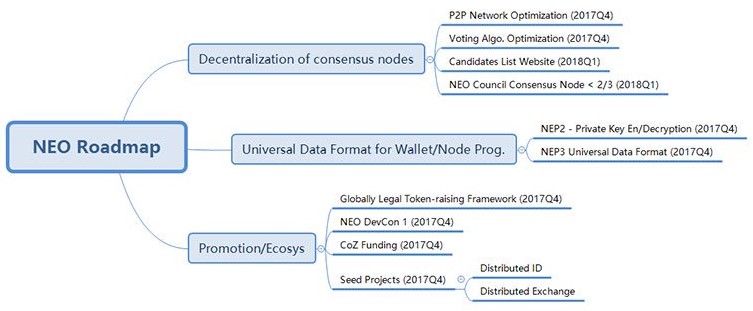 NEO Roadmap
Decentralization of consensus nodes
P2P Network Optimization (2017Q4)
Voting Algo. Optimization (2017Q4)
Candidates List Website (2018Q1)
NEO Council Consensus Node < 2/3 (2018Q1)
Universal Data Format for Wallet/Node Prog.
NEP2 - Private Key En/Decryption (2017Q4)
NEP3 Universal Data Format (2017Q4)
Promotion/Ecosys
Globally Legal Token-raising Framework (2017Q4)
NEO DevCon 1 (2017Q4)
CoZ Funding (2017Q4)
Seed Projects (2017Q4)
Distributed ID
Distributed Exchange